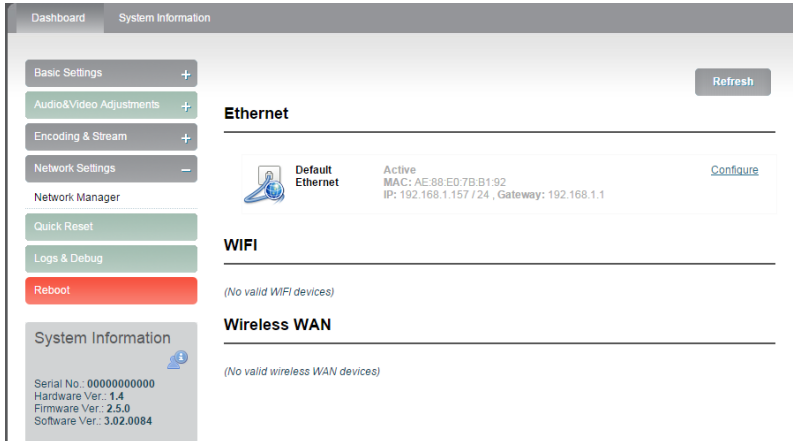 Dashboard System Information
Basic Settings +
Audio&Video Adjustments +
Encoding & Stream +
Network Settings –
Network Manager
Quick Reset
Logs & Debug
Reboot
System Information
Serial No.: 00000000000
Hardware Ver.: 1.4
Firmware Ver.: 2.5.0
Software Ver.: 3.02.0084
Refresh
Ethernet
Default
Ethernet
Active
MAC: AE:88:E0:7B:B1:92
IP: 192.168.1.157 / 24 , Gateway: 192.168.1.1
Configure
WIFI
(No valid WIFI devices)
Wireless WAN
(No valid wireless WAN devices)